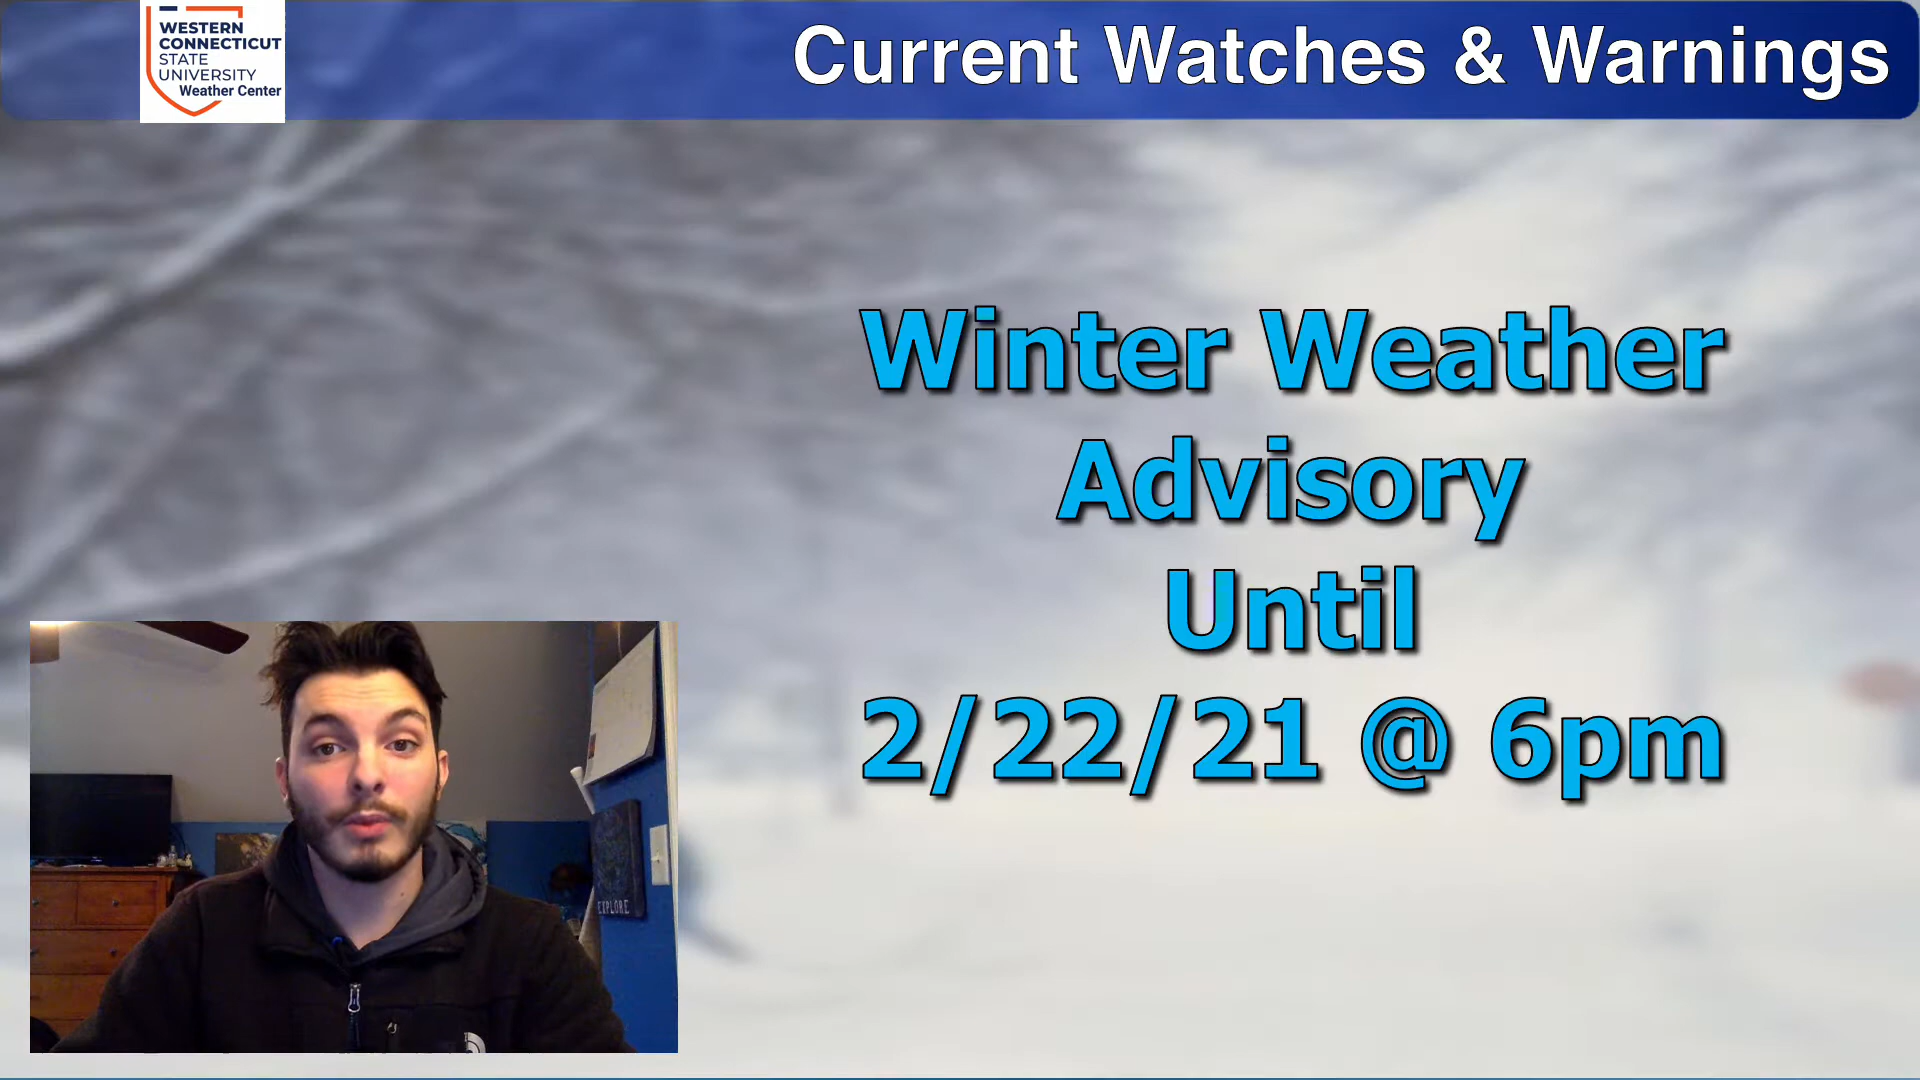 WESTERN
CONNECTICUT
STATE
UNIVERSITY
Weather Center
Current Watches & Warnings
Winter Weather
Advisory
Until
2/22/21 @ 6pm
EXPLORE